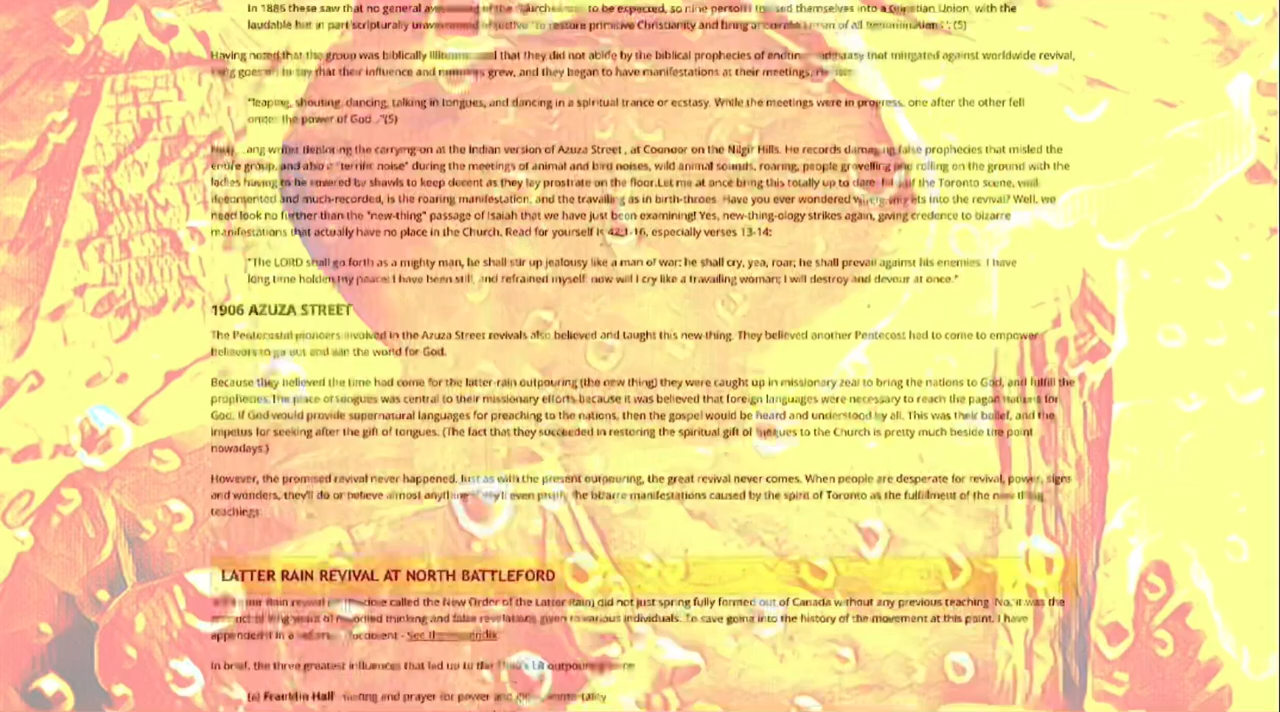 In 1885 these saw that no general to be expected, so nine persons themselves into a Christian Union, with the
laudable but in part scripturally objective "to restore primitive Christianity and bring of all
Having noted that the group was biblically and that they did not abide by the biblical prophecies of that mitigated against worldwide revival,
to say that their influence and grew, and they began to have manifestations at their meetings,
"leaping, shouting, dancing, talking in tongues, and dancing in a spiritual trance or ecstasy. While the meetings were in progress, one after the other fell
under the power of God ."(5)
the carrying-on at the Indian version of Azuza Street , at Coonoor on the Nilgir Hills. He records false prophecies that misled the
entire group, and also a "terrific noise" during the meetings of animal and bird noises, wild animal sounds, roaring, people grovelling and rolling on the ground with the
ladies having to be covered by shawls to keep decent as they lay prostrate on the floor.Let me at once bring this totally up to date. of the Toronto scene, well
documented and much-recorded, is the roaring manifestation, and the travailing as in birth-throes. Have you ever wondered into the revival? Well, we
need look no further than the "new-thing" passage of Isaiah that we have just been examining! Yes, new-thing-ology strikes again, giving credence to bizarre
manifestations that actually have no place in the Church. Read for yourself is 42:1-16, especially verses 13-14:
"The LORD shall go forth as a mighty man, he shall stir up jealousy like a man of war: he shall cry, yea, roar; he shall prevail against his enemies. I have
long time holden my peace; I have been still, and refrained myself: now will I cry like a travailing woman; I will destroy and devour at once."
1906 AZUZA STREET
The Pentecostal pioneers involved in the Azuza Street revivals also believed and taught this new-thing. They believed another Pentecost had to come to empower
believers to go out and win the world for God.
Because they believed the time had come for the latter-rain outpouring (the new thing) they were caught up in missionary zeal to bring the nations to God, and fulfill the
prophecies. The place of tongues was central to their missionary efforts because it was believed that foreign languages were necessary to reach the pagan nations for
God. If God would provide supernatural languages for preaching to the nations, then the gospel would be heard and understood by all. This was their belief, and the
impetus for seeking after the gift of tongues. (The fact that they succeeded in restoring the spiritual gift of tongues to the Church is pretty much beside the point
nowadays.)
However, the promised revival never happened. Just as with the present outpouring, the great revival never comes. When people are desperate for revival, power, signs
and wonders, they'll do or believe almost even the bizarre manifestations caused by the spirit of Toronto as the fulfillment of the new thing
teachings.
LATTER RAIN REVIVAL AT NORTH BATTLEFORD
Rain revival called the New Order of the Latter Rain) did not just spring fully formed out of Canada without any previous teaching. No, it was the
of long years of thinking and false revelations given to various individuals. To save going into the history of the movement at this point, I have
appended it in a document - See
In brief, the three greatest influences that led up to the outpouring were
(a) Franklin Hall fasting and prayer for power and